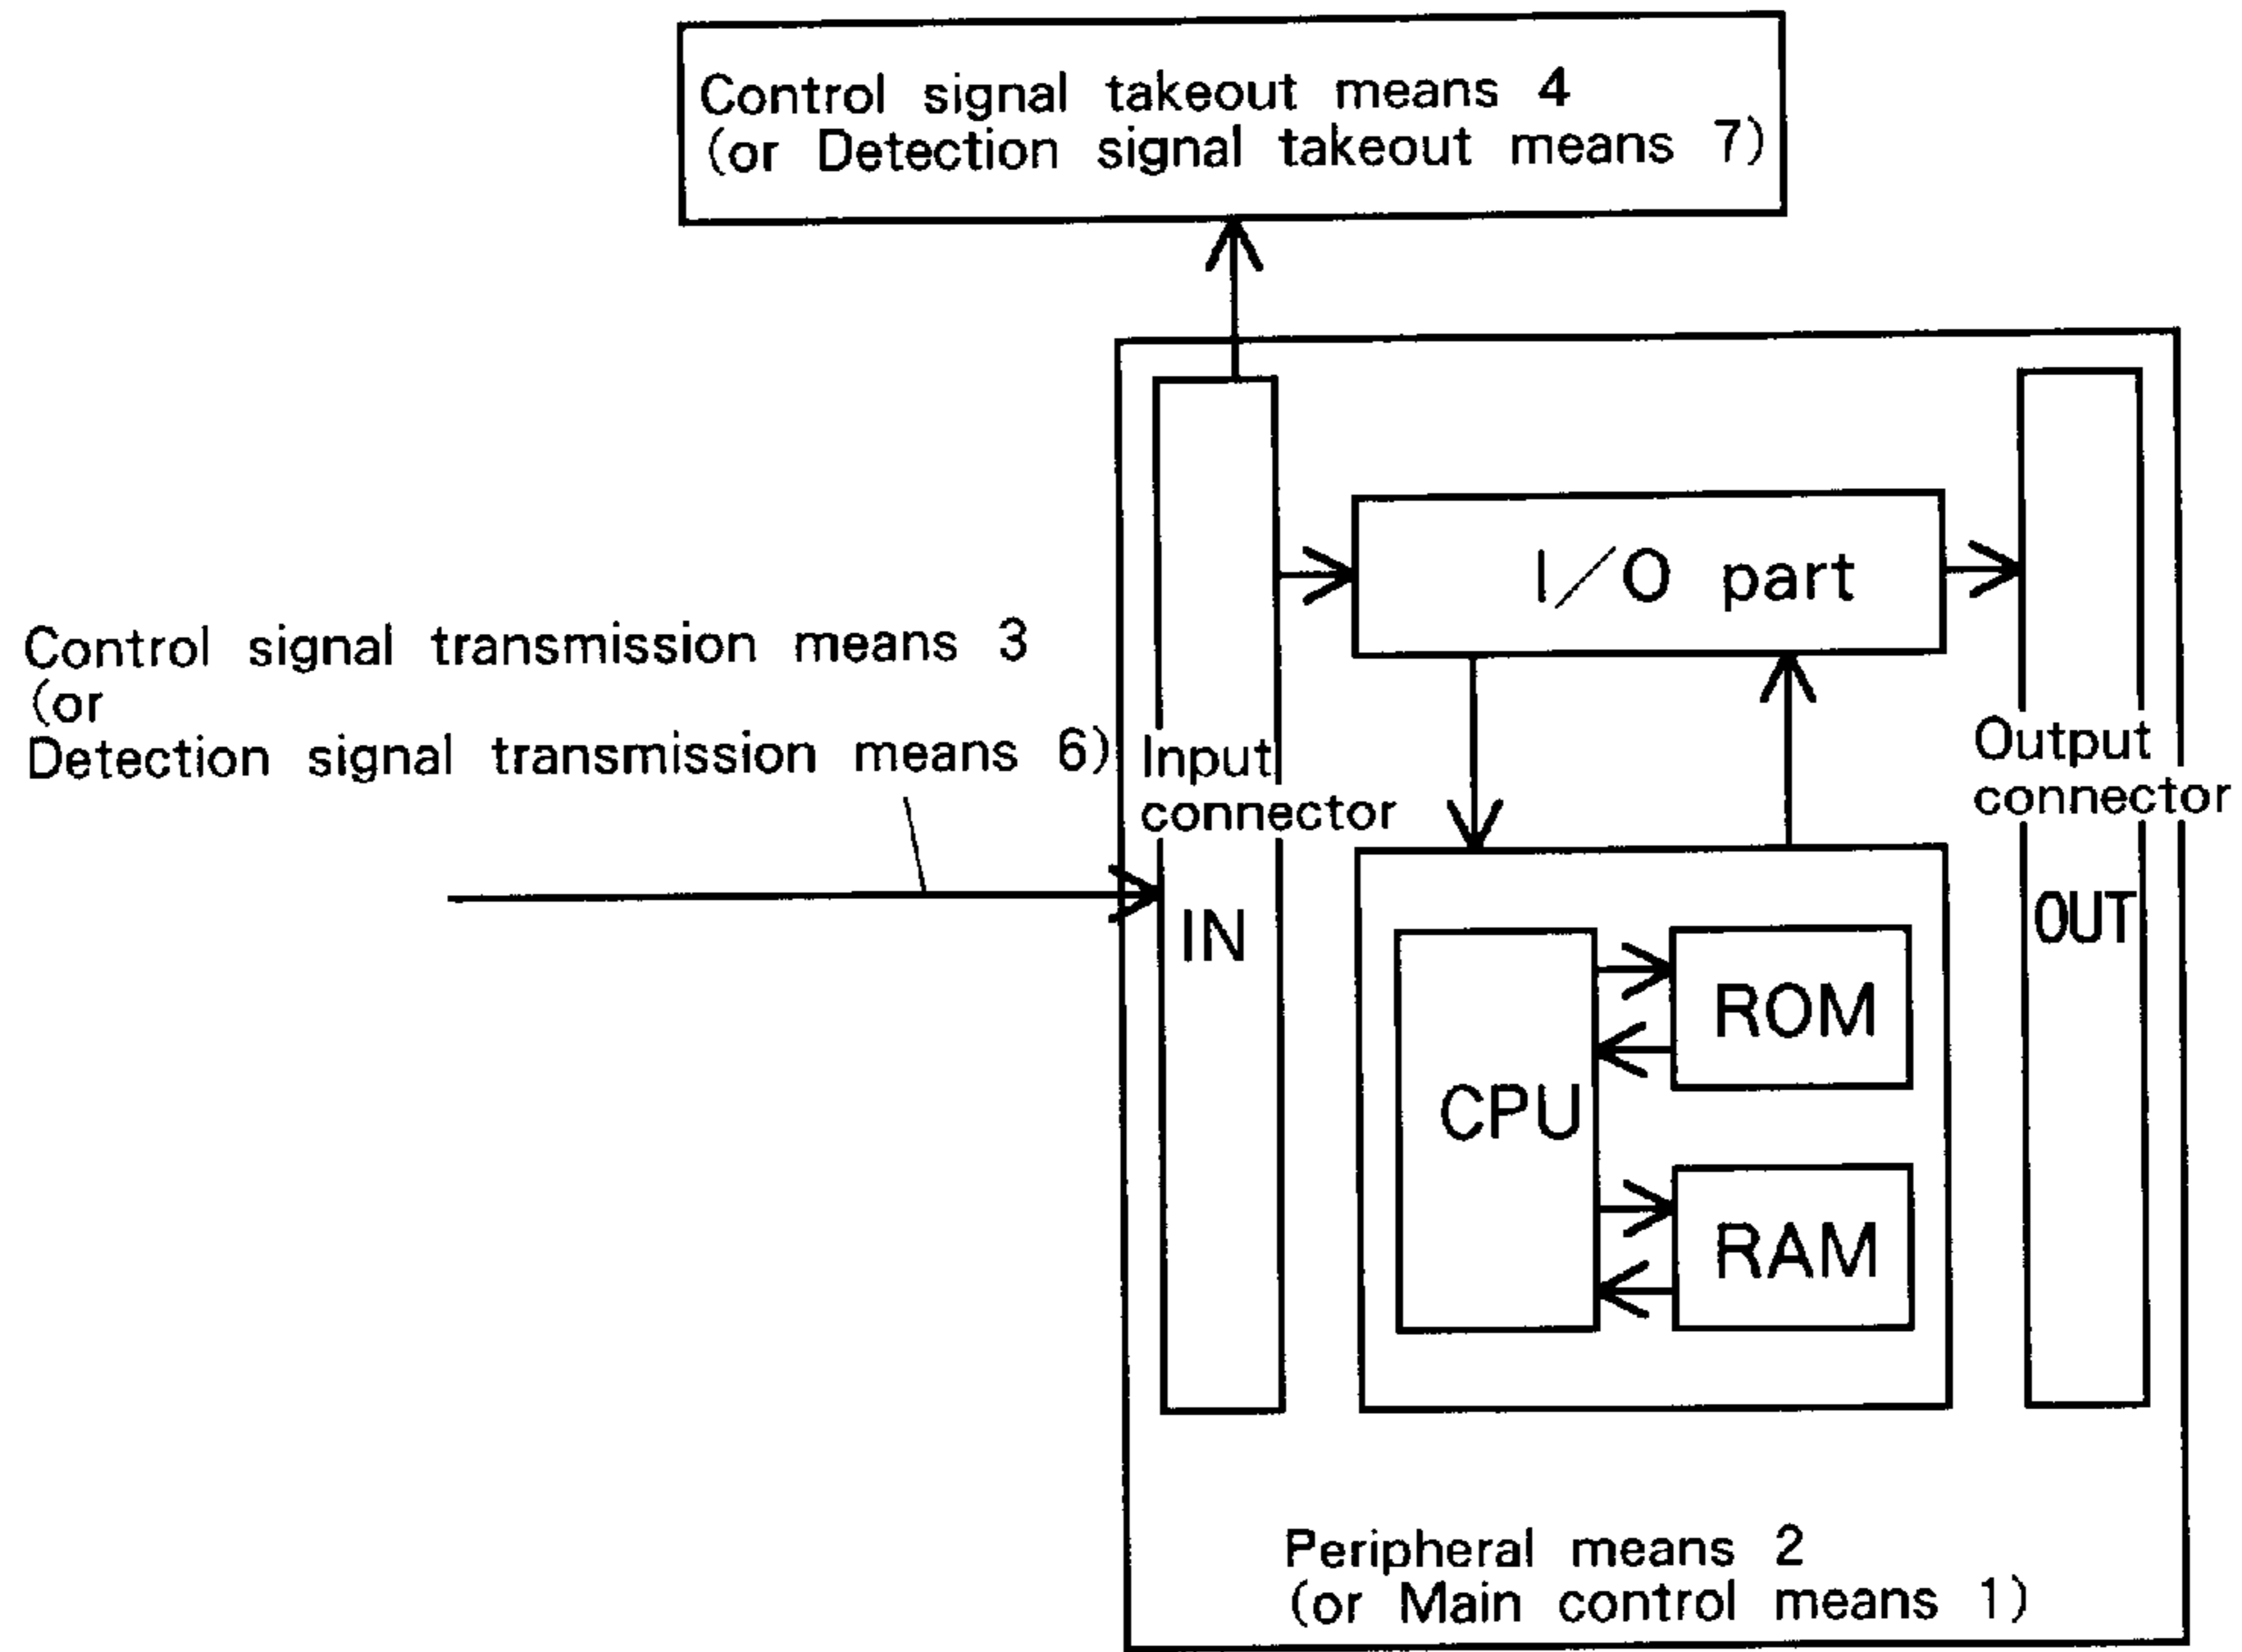 Control signal takeout means 4
(or Detection signal takeout means 7)
I/O part
Control signal transmission means 3
(or
Detection signal transmission means 6)
Input
connector
IN
Output
connector
OUT
CPU
ROM
RAM
Peripheral means 2
(or Main control means 1)